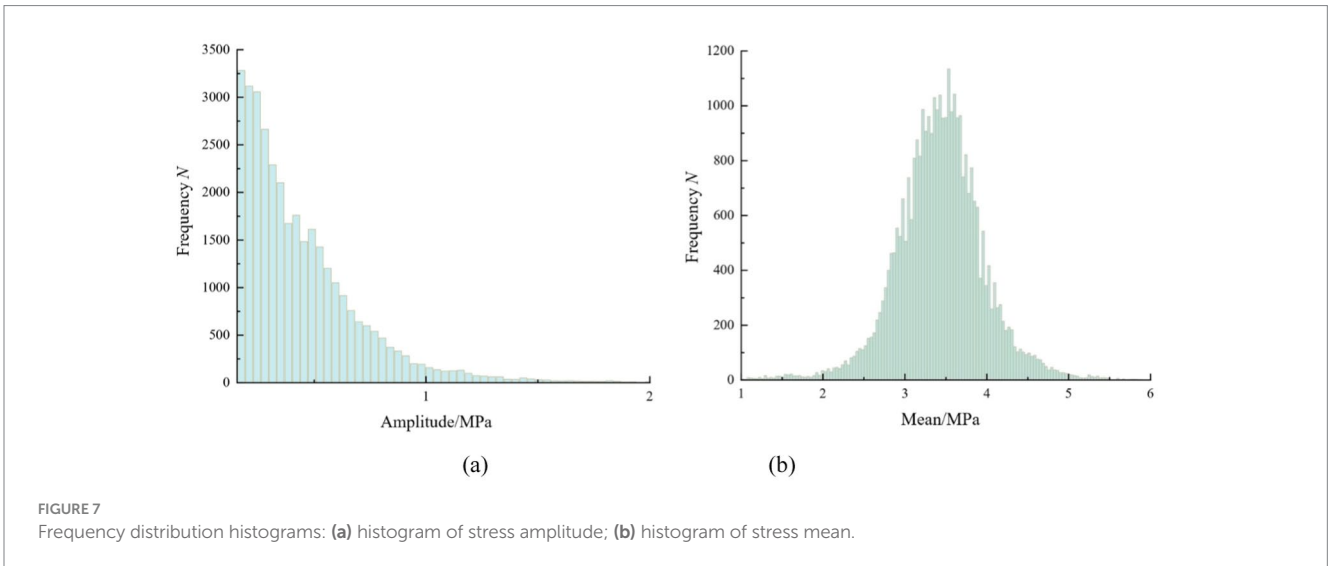 3500
3000
2500
2000
1500
1000
500
0
Frequency N
1
2
Amplitude/MPa
(a)
1200
1000
800
600
400
200
0
Frequency N
1
2
3
4
5
6
Mean/MPa
(b)
FIGURE 7
Frequency distribution histograms: (a) histogram of stress amplitude; (b) histogram of stress mean.